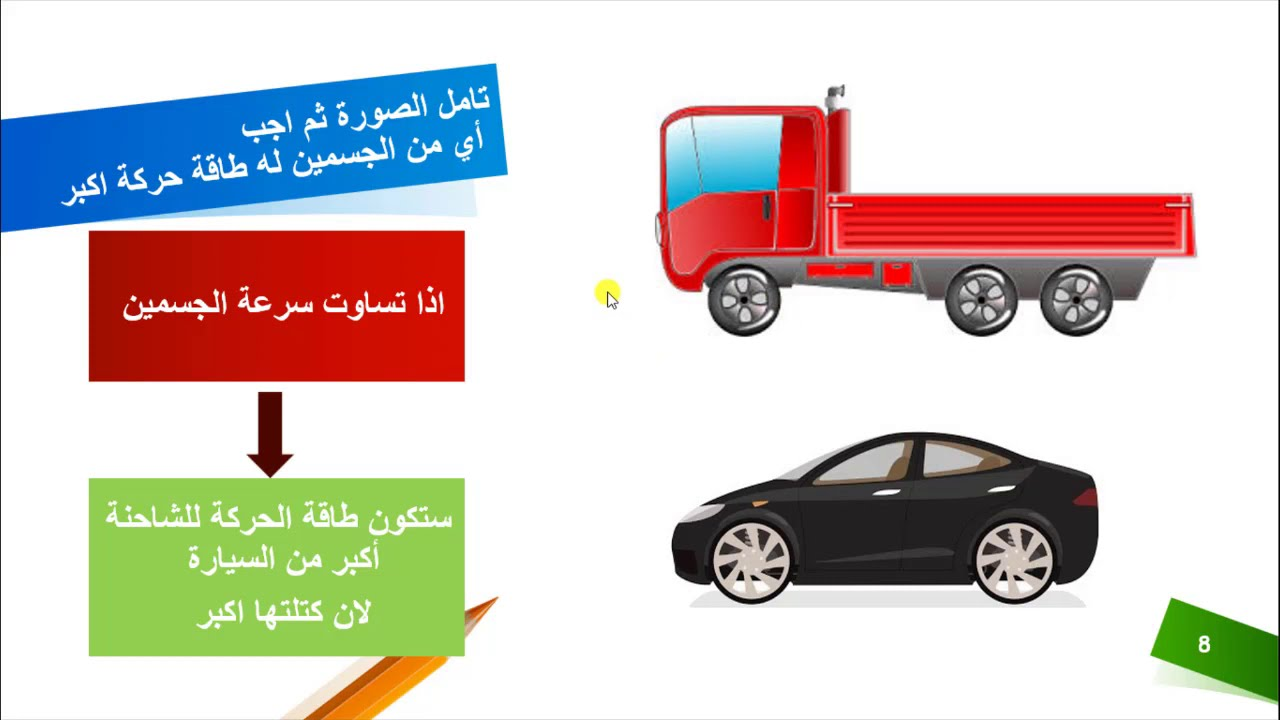 تامل الصورة ثم اجب
أي من الجسمين له طاقة حركة اكبر
اذا تساوت سرعة الجسمين
ستكون طاقة الحركة للشاحنة
أكبر من السيارة
لان كتلتها اكبر
8